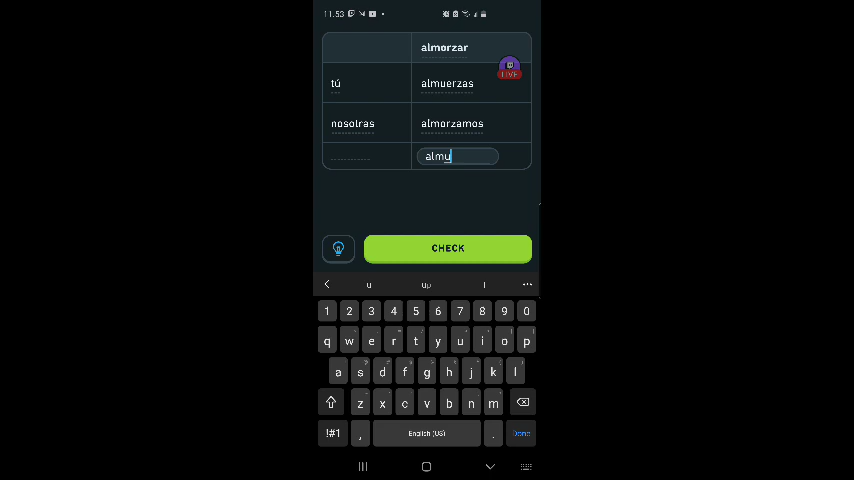 11.53
almorzar
LIVE
tú almuerzas
nosotras almorzamos
almu
CHECK
u up
1 2 3 4 5 6 7 8 9 0
q w e r t y u i o p
a s d f g h j k l
z x c v b n m
!#1 , English (US) . Done